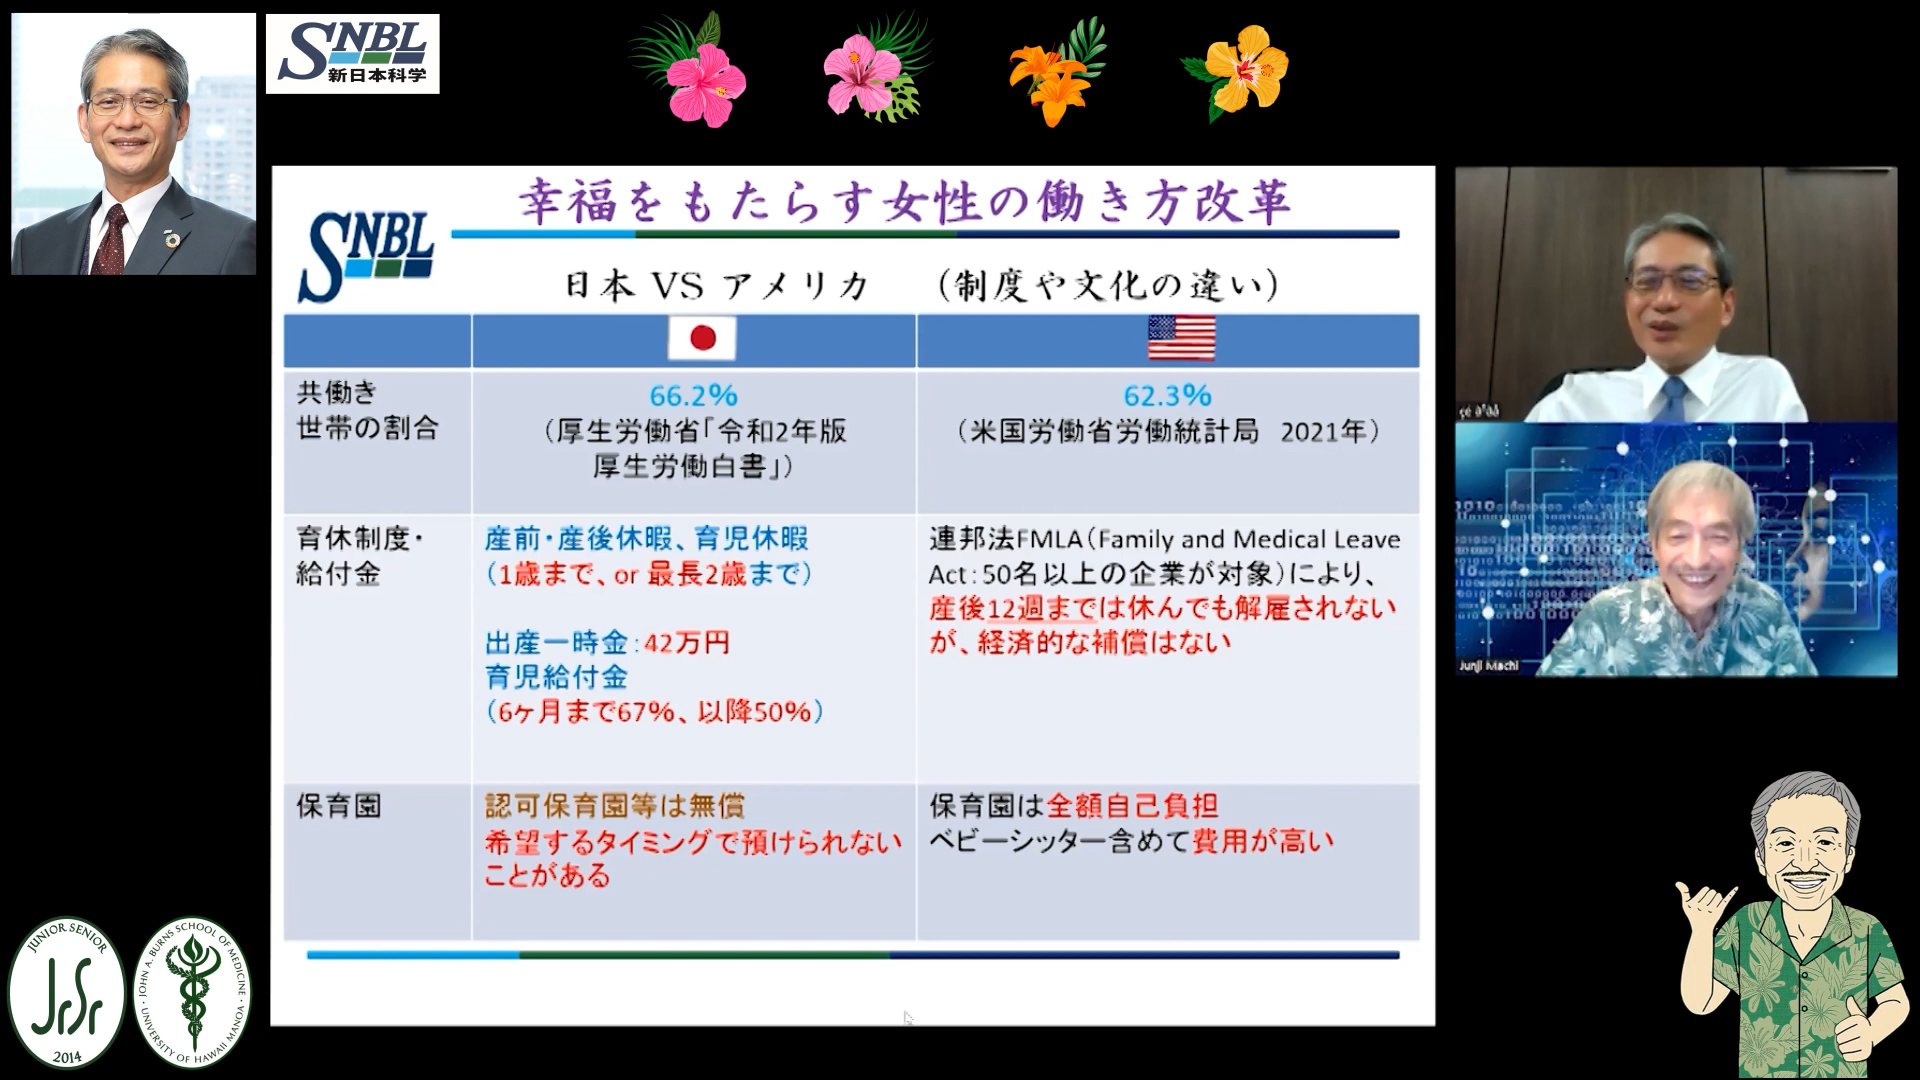 SNBL
新日本科学
幸福をもたらす女性の働き方改革
SNBL
日本 VS アメリカ （制度や文化の違い）
共働き
世帯の割合
66.2%
（厚生労働省「令和2年版
厚生労働白書」）
62.3%
（米国労働省労働統計局 2021年）
育休制度・
給付金
産前・産後休暇、育児休暇
（1歳まで、or 最長2歳まで）
出産一時金：42万円
育児給付金
（6ヶ月まで67%、以降50%）
連邦法FMLA（Family and Medical Leave
Act：50名以上の企業が対象）により、
産後12週までは休んでも解雇されない
が、経済的な補償はない
保育園
認可保育園等は無償
希望するタイミングで預けられない
ことがある
保育園は全額自己負担
ベビーシッター含めて費用が高い
Junji Machi
JUNIOR SENIOR
JrSr
2014
JOHN A. BURNS SCHOOL OF MEDICINE
UNIVERSITY OF HAWAII MANOA